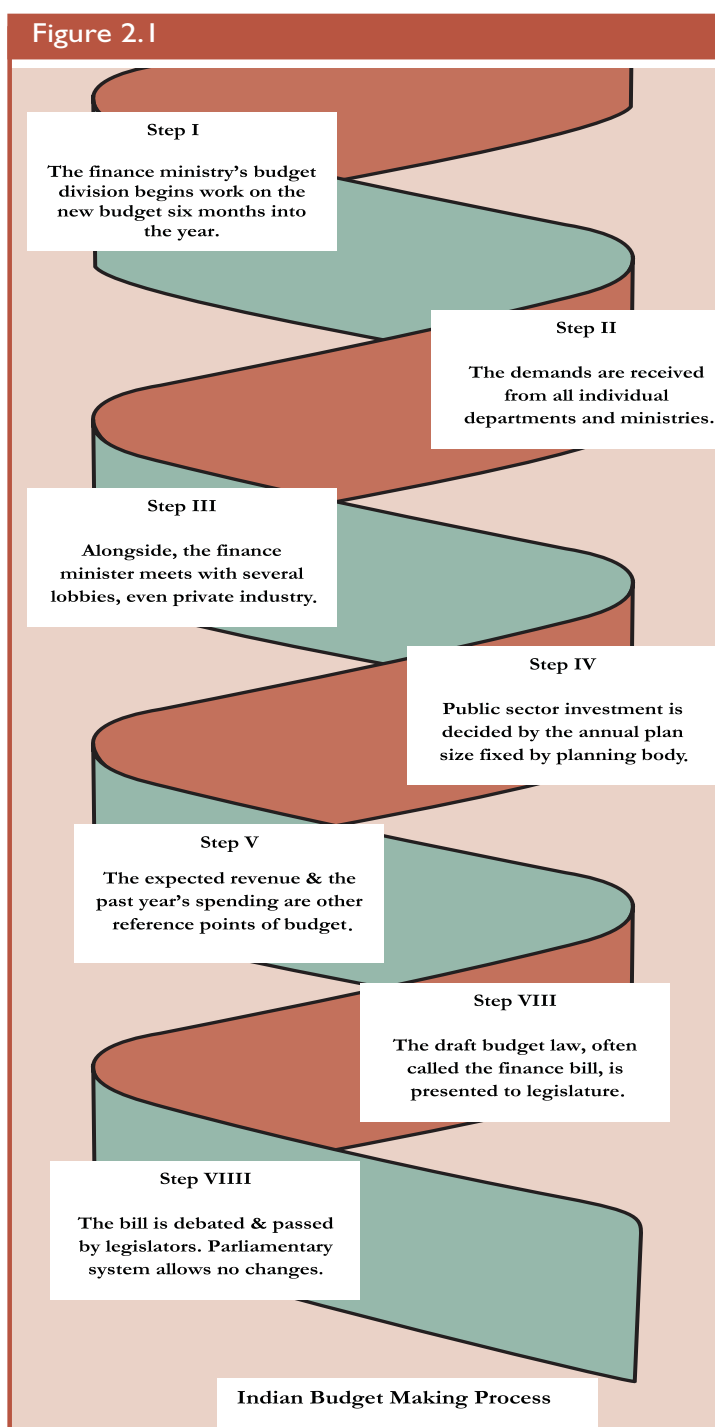 Figure 2.1
Step I
The finance ministry's budget
division begins work on the
new budget six months into
the year.
Step II
The demands are received
from all individual
departments and ministries.
Step III
Alongside, the finance
minister meets with several
lobbies, even private industry.
Step IV
Public sector investment is
decided by the annual plan
size fixed by planning body.
Step V
The expected revenue & the
past year's spending are other
reference points of budget.
Step VIII
The draft budget law, often
called the finance bill, is
presented to legislature.
Step VIIII
The bill is debated & passed
by legislators. Parliamentary
system allows no changes.
Indian Budget Making Process